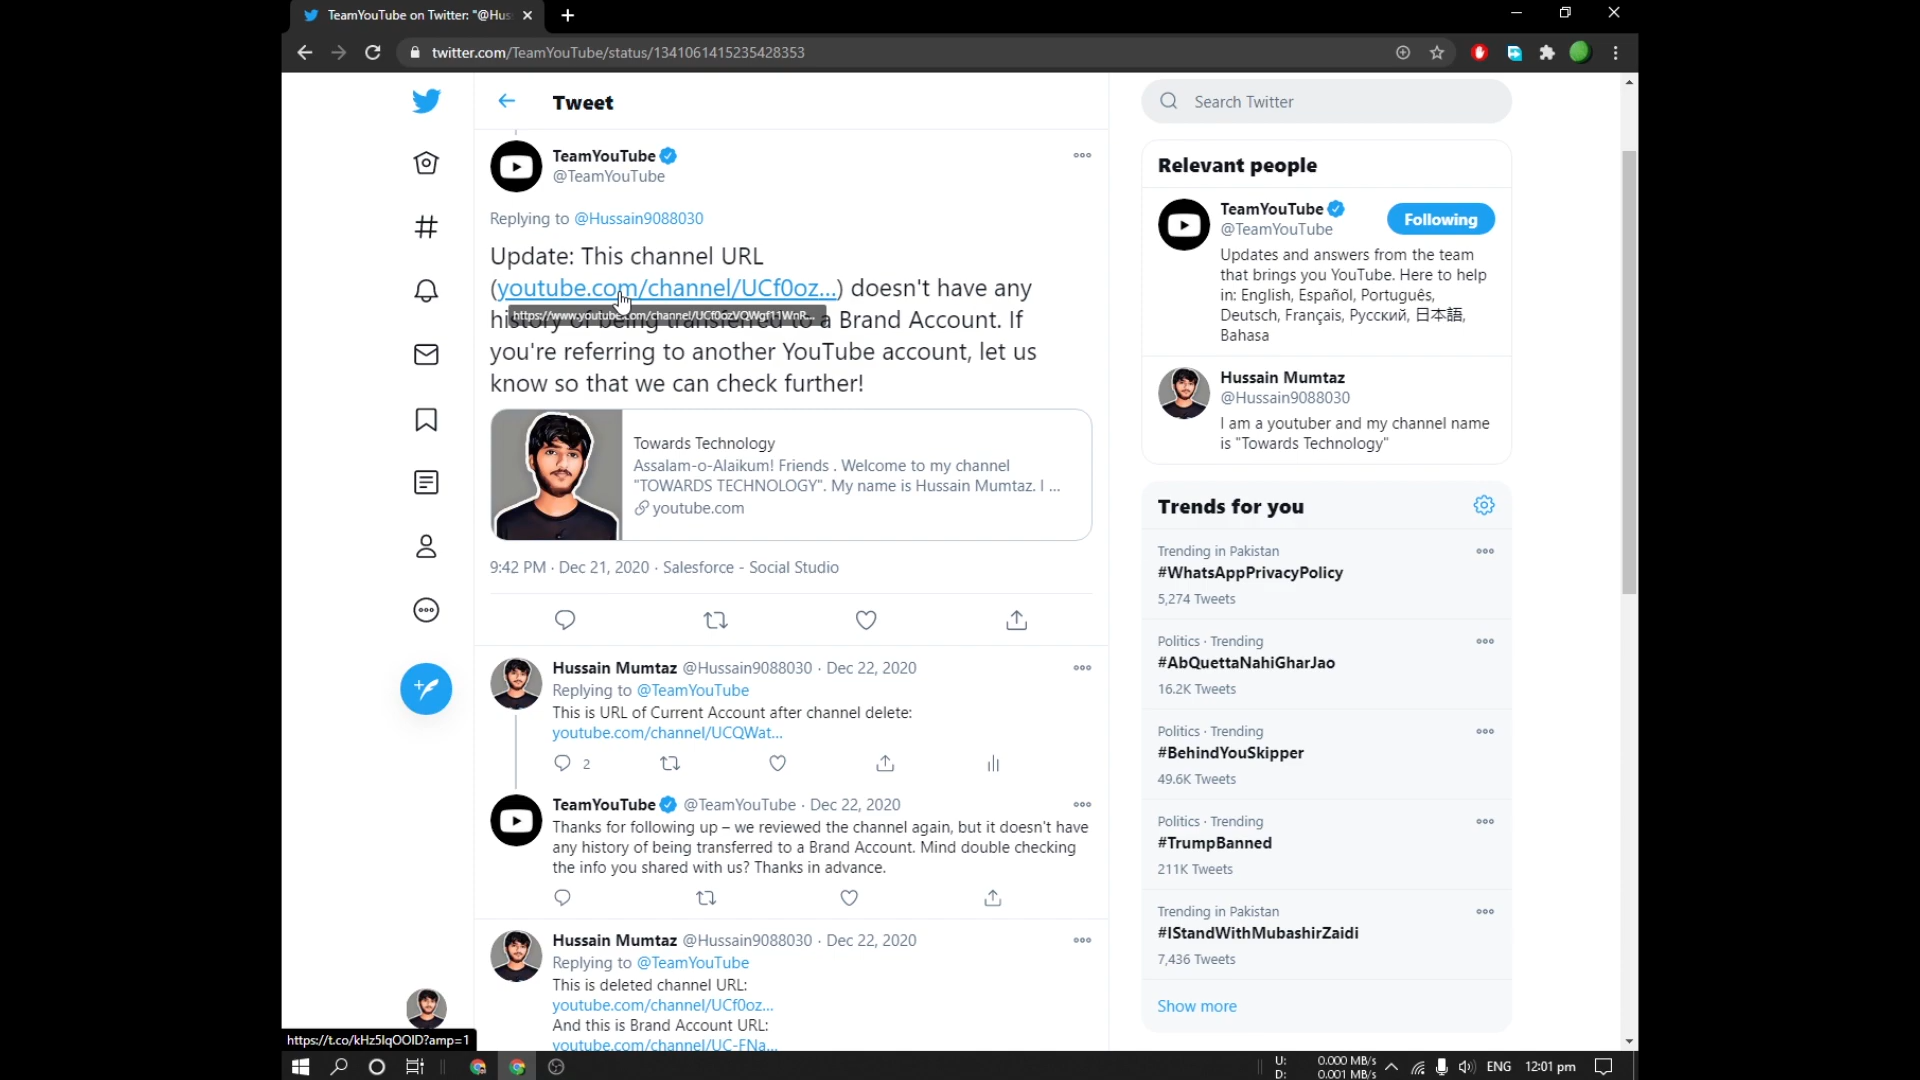 TeamYouTube on Twitter: "@Hus
twitter.com/TeamYouTube/status/1341061415235428353
Tweet
TeamYouTube
@TeamYouTube
Replying to @Hussain9088030
Update: This channel URL
(youtube.com/channel/UCf0oz...) doesn't have any
https://www.youtube.com/channel/UCf0ozVQWgf11WnR...
history of being transferred to a Brand Account. If
you're referring to another YouTube account, let us
know so that we can check further!
Towards Technology
Assalam-o-Alaikum! Friends . Welcome to my channel
"TOWARDS TECHNOLOGY". My name is Hussain Mumtaz. I ...
youtube.com
9:42 PM · Dec 21, 2020 · Salesforce - Social Studio
Hussain Mumtaz @Hussain9088030 · Dec 22, 2020
Replying to @TeamYouTube
This is URL of Current Account after channel delete:
youtube.com/channel/UCQWat...
2
TeamYouTube @TeamYouTube · Dec 22, 2020
Thanks for following up – we reviewed the channel again, but it doesn't have
any history of being transferred to a Brand Account. Mind double checking
the info you shared with us? Thanks in advance.
Hussain Mumtaz @Hussain9088030 · Dec 22, 2020
Replying to @TeamYouTube
This is deleted channel URL:
youtube.com/channel/UCf0oz...
And this is Brand Account URL:
youtube.com/channel/UC-FNa...
Search Twitter
Relevant people
TeamYouTube
@TeamYouTube
Following
Updates and answers from the team
that brings you YouTube. Here to help
in: English, Español, Português,
Deutsch, Français, Русский, 日本語,
Bahasa
Hussain Mumtaz
@Hussain9088030
I am a youtuber and my channel name
is "Towards Technology"
Trends for you
Trending in Pakistan
#WhatsAppPrivacyPolicy
5,274 Tweets
Politics · Trending
#AbQuettaNahiGharJao
16.2K Tweets
Politics · Trending
#BehindYouSkipper
49.6K Tweets
Politics · Trending
#TrumpBanned
211K Tweets
Trending in Pakistan
#IStandWithMubashirZaidi
7,436 Tweets
Show more
https://t.co/kHz5lqOOID?amp=1
U: 0.000 MB/s
D: 0.001 MB/s
ENG 12:01 pm